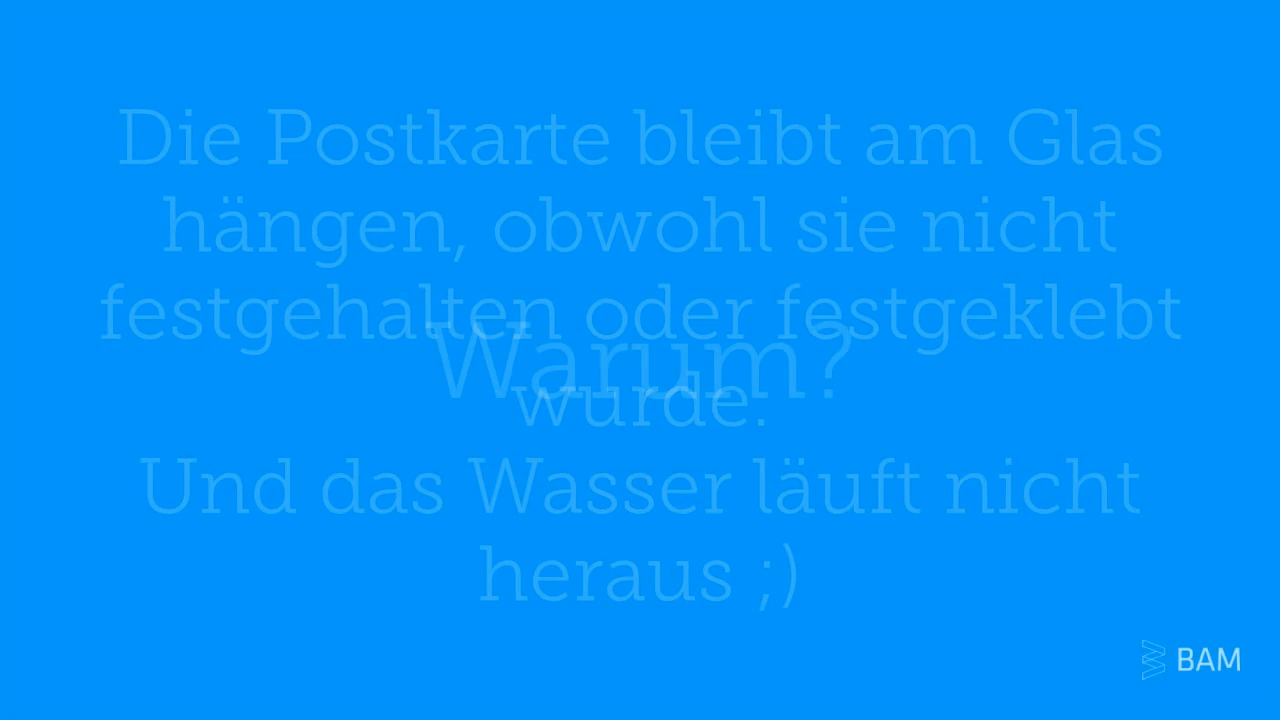 Die Postkarte bleibt am Glas
hängen, obwohl sie nicht
festgehalten oder festgeklebt
Warum?
wurde.
Und das Wasser läuft nicht
heraus ;)
BAM